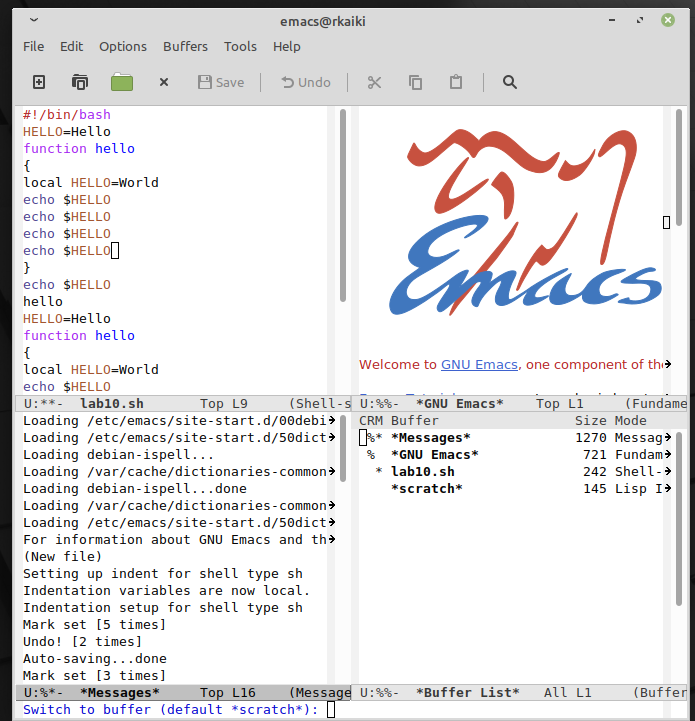 emacs@rkaiki
File Edit Options Buffers Tools Help
Save Undo
#!/bin/bash
HELLO=Hello
function hello
{
local HELLO=World
echo $HELLO
echo $HELLO
echo $HELLO
echo $HELLO
}
echo $HELLO
hello
HELLO=Hello
function hello
{
local HELLO=World
echo $HELLO
U:**- lab10.sh Top L9 (Shell-s
Emacs
Welcome to GNU Emacs, one component of the
U:%%- *GNU Emacs* Top L1 (Fundame
Loading /etc/emacs/site-start.d/00debi
Loading /etc/emacs/site-start.d/50dict
Loading debian-ispell...
Loading /var/cache/dictionaries-common
Loading debian-ispell...done
Loading /var/cache/dictionaries-common
Loading /etc/emacs/site-start.d/50dict
For information about GNU Emacs and th
(New file)
Setting up indent for shell type sh
Indentation variables are now local.
Indentation setup for shell type sh
Mark set [5 times]
Undo! [2 times]
Auto-saving...done
Mark set [3 times]
U:%*- *Messages* Top L16 (Message
CRM Buffer Size Mode
%* *Messages* 1270 Messag
% *GNU Emacs* 721 Fundam
* lab10.sh 242 Shell-
*scratch* 145 Lisp I
U:%%- *Buffer List* All L1 (Buffer
Switch to buffer (default *scratch*):